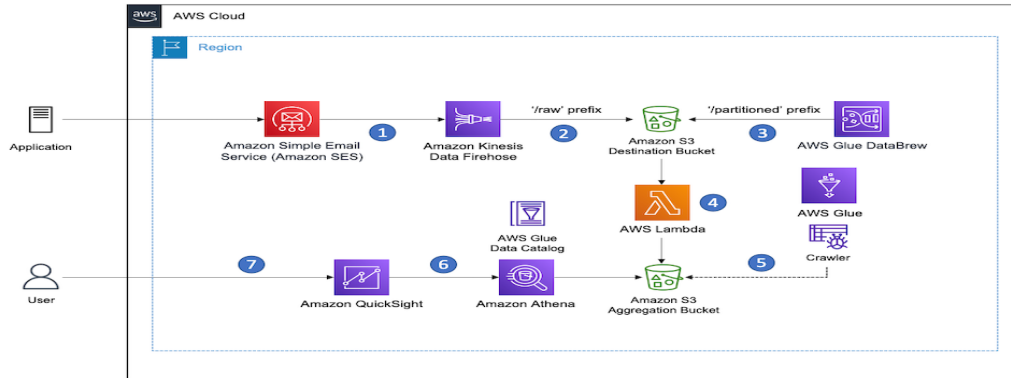 aws
AWS Cloud
Region
Application
Amazon Simple Email
Service (Amazon SES)
1
Amazon Kinesis
Data Firehose
'/raw' prefix
2
Amazon S3
Destination Bucket
'/partitioned' prefix
3
AWS Glue DataBrew
AWS Glue
Crawler
4
AWS Lambda
AWS Glue
Data Catalog
5
User
7
Amazon QuickSight
6
Amazon Athena
Amazon S3
Aggregation Bucket